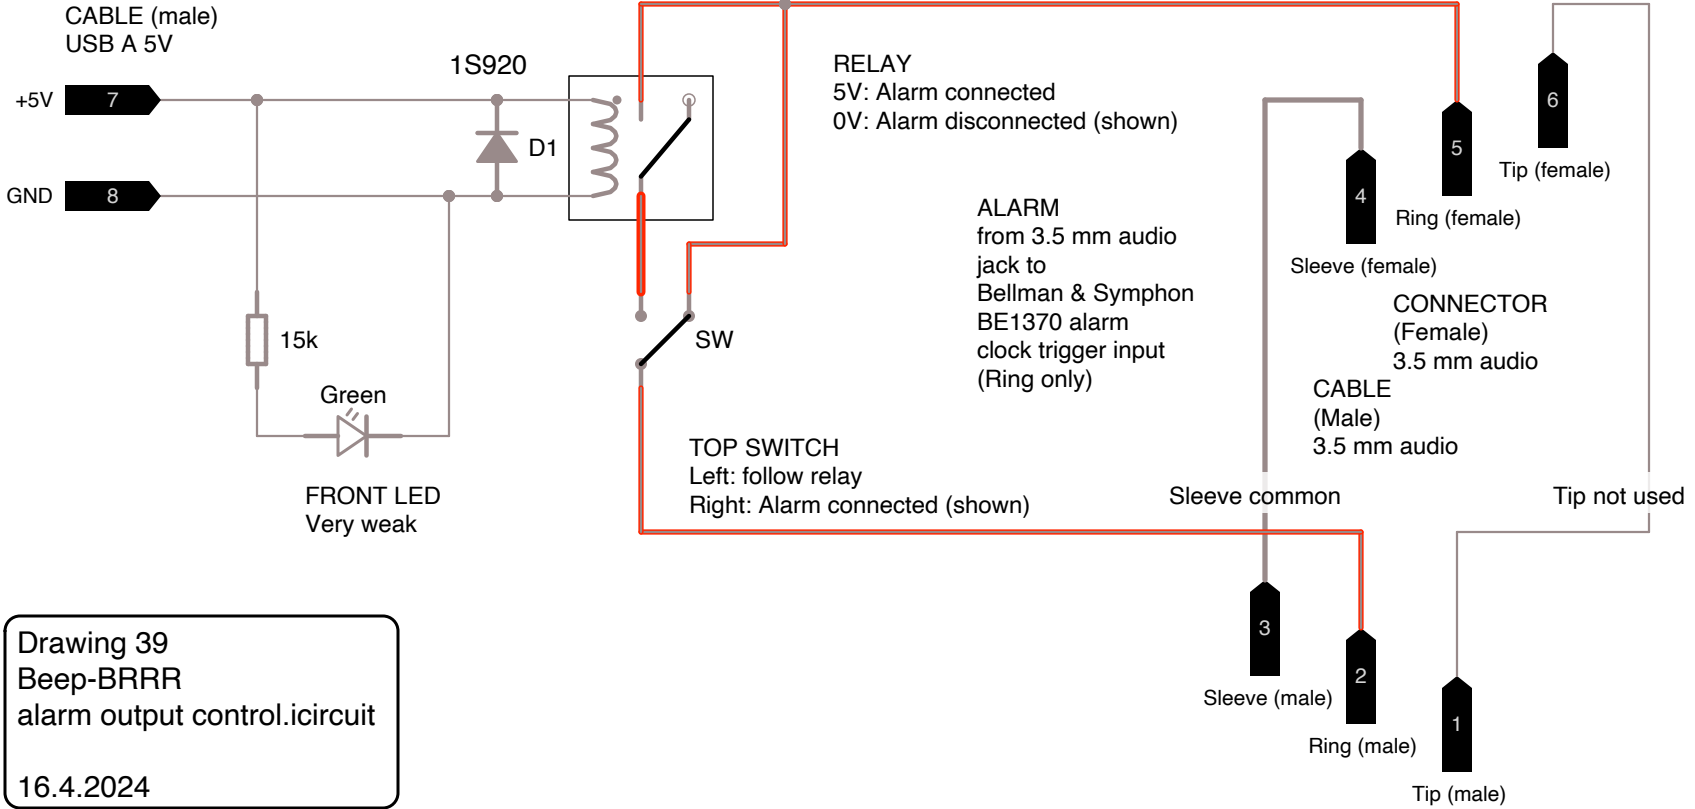 CABLE (male)
USB A 5V
+5V
7
GND
8
1S920
D1
15k
Green
FRONT LED
Very weak
RELAY
5V: Alarm connected
0V: Alarm disconnected (shown)
SW
TOP SWITCH
Left: follow relay
Right: Alarm connected (shown)
ALARM
from 3.5 mm audio
jack to
Bellman & Symphon
BE1370 alarm
clock trigger input
(Ring only)
6
Tip (female)
5
Ring (female)
4
Sleeve (female)
CONNECTOR
(Female)
3.5 mm audio
CABLE
(Male)
3.5 mm audio
Sleeve common
Tip not used
3
Sleeve (male)
2
Ring (male)
1
Tip (male)
Drawing 39
Beep-BRRR
alarm output control.icircuit
16.4.2024